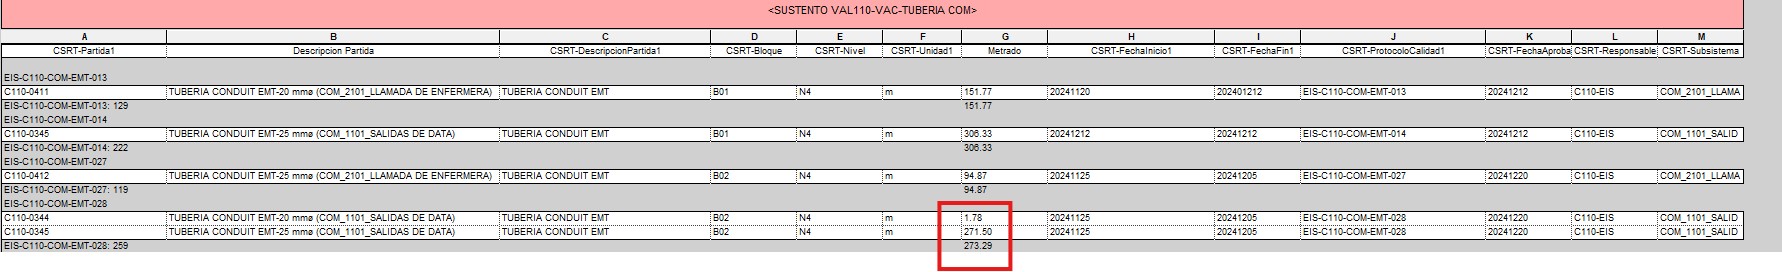 <SUSTENTO VAL110-VAC-TUBERIA COM>
A B C D E F G H I J K L M
CSRT-Partida1 Descripcion Partida CSRT-DescripcionPartida1 CSRT-Bloque CSRT-Nivel CSRT-Unidad1 Metrado CSRT-FechaInicio1 CSRT-FechaFin1 CSRT-ProtocoloCalidad1 CSRT-FechaAproba CSRT-Responsable CSRT-Subsistema
EIS-C110-COM-EMT-013
C110-0411 TUBERIA CONDUIT EMT-20 mmø (COM_2101_LLAMADA DE ENFERMERA) TUBERIA CONDUIT EMT B01 N4 m 151.77 20241120 202401212 EIS-C110-COM-EMT-013 20241212 C110-EIS COM_2101_LLAMA
EIS-C110-COM-EMT-013: 129 151.77
EIS-C110-COM-EMT-014
C110-0345 TUBERIA CONDUIT EMT-25 mmø (COM_1101_SALIDAS DE DATA) TUBERIA CONDUIT EMT B01 N4 m 306.33 20241212 20241212 EIS-C110-COM-EMT-014 20241212 C110-EIS COM_1101_SALID
EIS-C110-COM-EMT-014: 222 306.33
EIS-C110-COM-EMT-027
C110-0412 TUBERIA CONDUIT EMT-25 mmø (COM_2101_LLAMADA DE ENFERMERA) TUBERIA CONDUIT EMT B02 N4 m 94.87 20241125 20241205 EIS-C110-COM-EMT-027 20241220 C110-EIS COM_2101_LLAMA
EIS-C110-COM-EMT-027: 119 94.87
EIS-C110-COM-EMT-028
C110-0344 TUBERIA CONDUIT EMT-20 mmø (COM_1101_SALIDAS DE DATA) TUBERIA CONDUIT EMT B02 N4 m 1.78 20241125 20241205 EIS-C110-COM-EMT-028 20241220 C110-EIS COM_1101_SALID
C110-0345 TUBERIA CONDUIT EMT-25 mmø (COM_1101_SALIDAS DE DATA) TUBERIA CONDUIT EMT B02 N4 m 271.50 20241125 20241205 EIS-C110-COM-EMT-028 20241220 C110-EIS COM_1101_SALID
EIS-C110-COM-EMT-028: 259 273.29